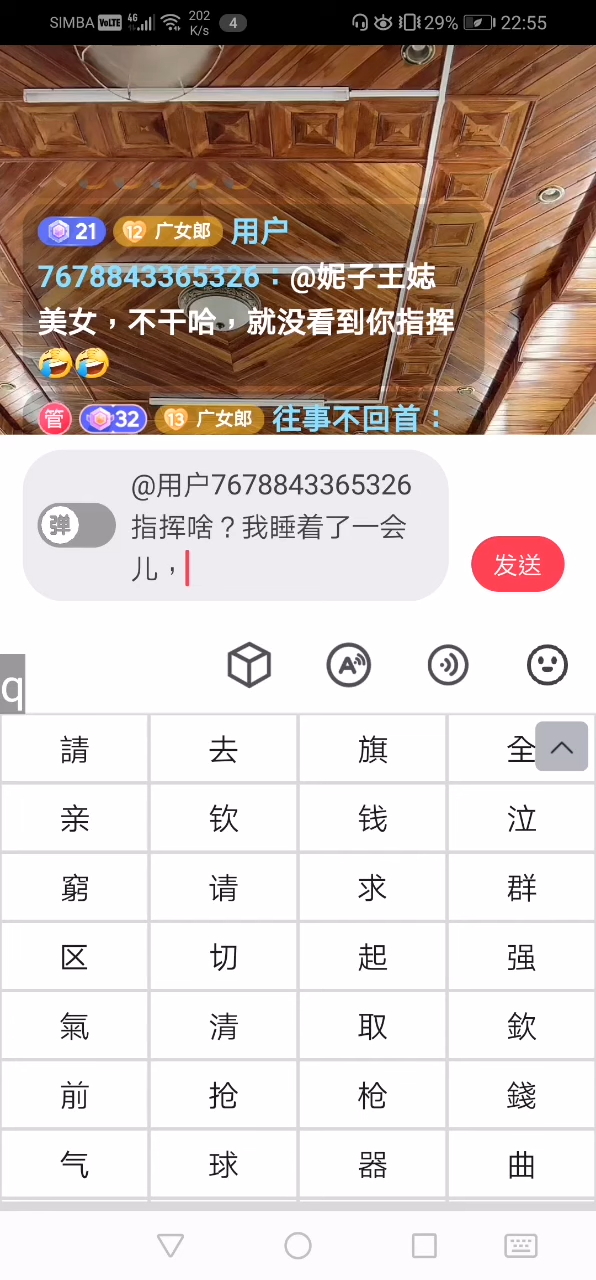 SIMBA VoLTE 4G 202 K/s 4 29% 22:55
21 12 广女郎 用户
7678843365326：@妮子王娡
美女，不干哈，就没看到你指挥
🤣🤣
管 32 13 广女郎 往事不回首：
弹
@用户7678843365326
指挥啥？我睡着了一会
儿，
发送
A
q
請 去 旗 全
亲 钦 钱 泣
窮 请 求 群
区 切 起 强
氣 清 取 欽
前 抢 枪 錢
气 球 器 曲